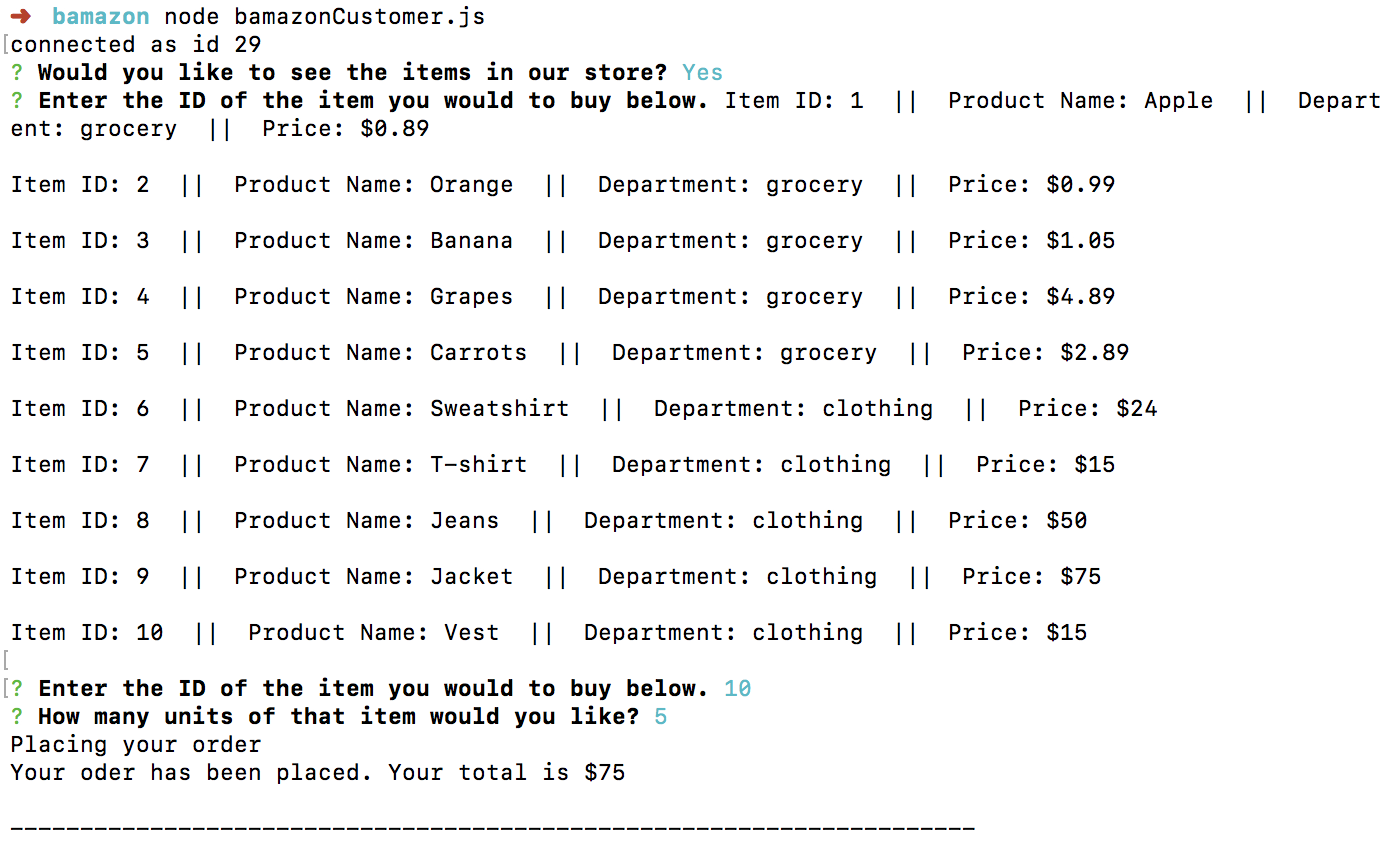 ➜ bamazon node bamazonCustomer.js
connected as id 29
? Would you like to see the items in our store? Yes
? Enter the ID of the item you would to buy below. Item ID: 1  ||  Product Name: Apple  ||  Depart
ent: grocery  ||  Price: $0.89
Item ID: 2  ||  Product Name: Orange  ||  Department: grocery  ||  Price: $0.99
Item ID: 3  ||  Product Name: Banana  ||  Department: grocery  ||  Price: $1.05
Item ID: 4  ||  Product Name: Grapes  ||  Department: grocery  ||  Price: $4.89
Item ID: 5  ||  Product Name: Carrots  ||  Department: grocery  ||  Price: $2.89
Item ID: 6  ||  Product Name: Sweatshirt  ||  Department: clothing  ||  Price: $24
Item ID: 7  ||  Product Name: T-shirt  ||  Department: clothing  ||  Price: $15
Item ID: 8  ||  Product Name: Jeans  ||  Department: clothing  ||  Price: $50
Item ID: 9  ||  Product Name: Jacket  ||  Department: clothing  ||  Price: $75
Item ID: 10  ||  Product Name: Vest  ||  Department: clothing  ||  Price: $15
? Enter the ID of the item you would to buy below. 10
? How many units of that item would you like? 5
Placing your order
Your oder has been placed. Your total is $75
---------------------------------------------------------------------